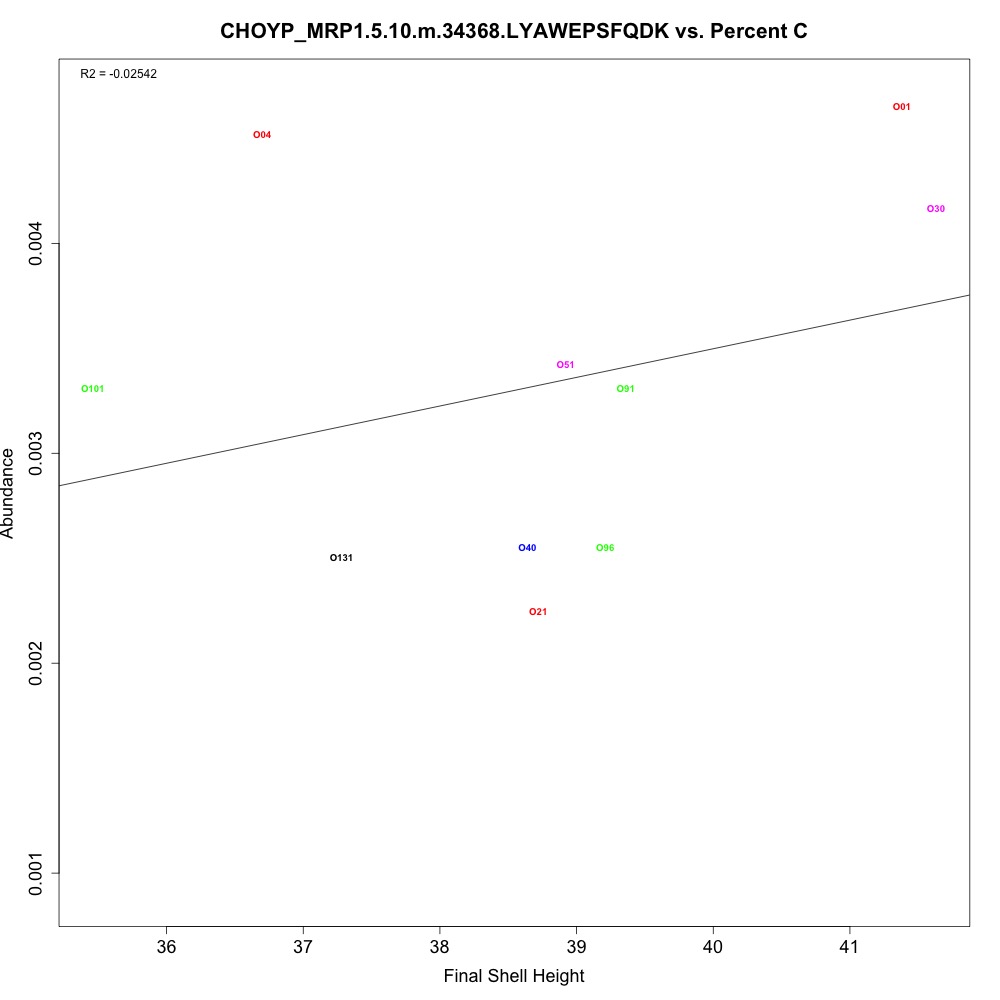 CHOYP_MRP1.5.10.m.34368.LYAWEPSFQDK vs. Percent C
R2 = -0.02542
O01
O04
O30
0.004
O51
O101
O91
0.003
Abundance
O40
O96
O131
O21
0.002
0.001
36 37 38 39 40 41
Final Shell Height